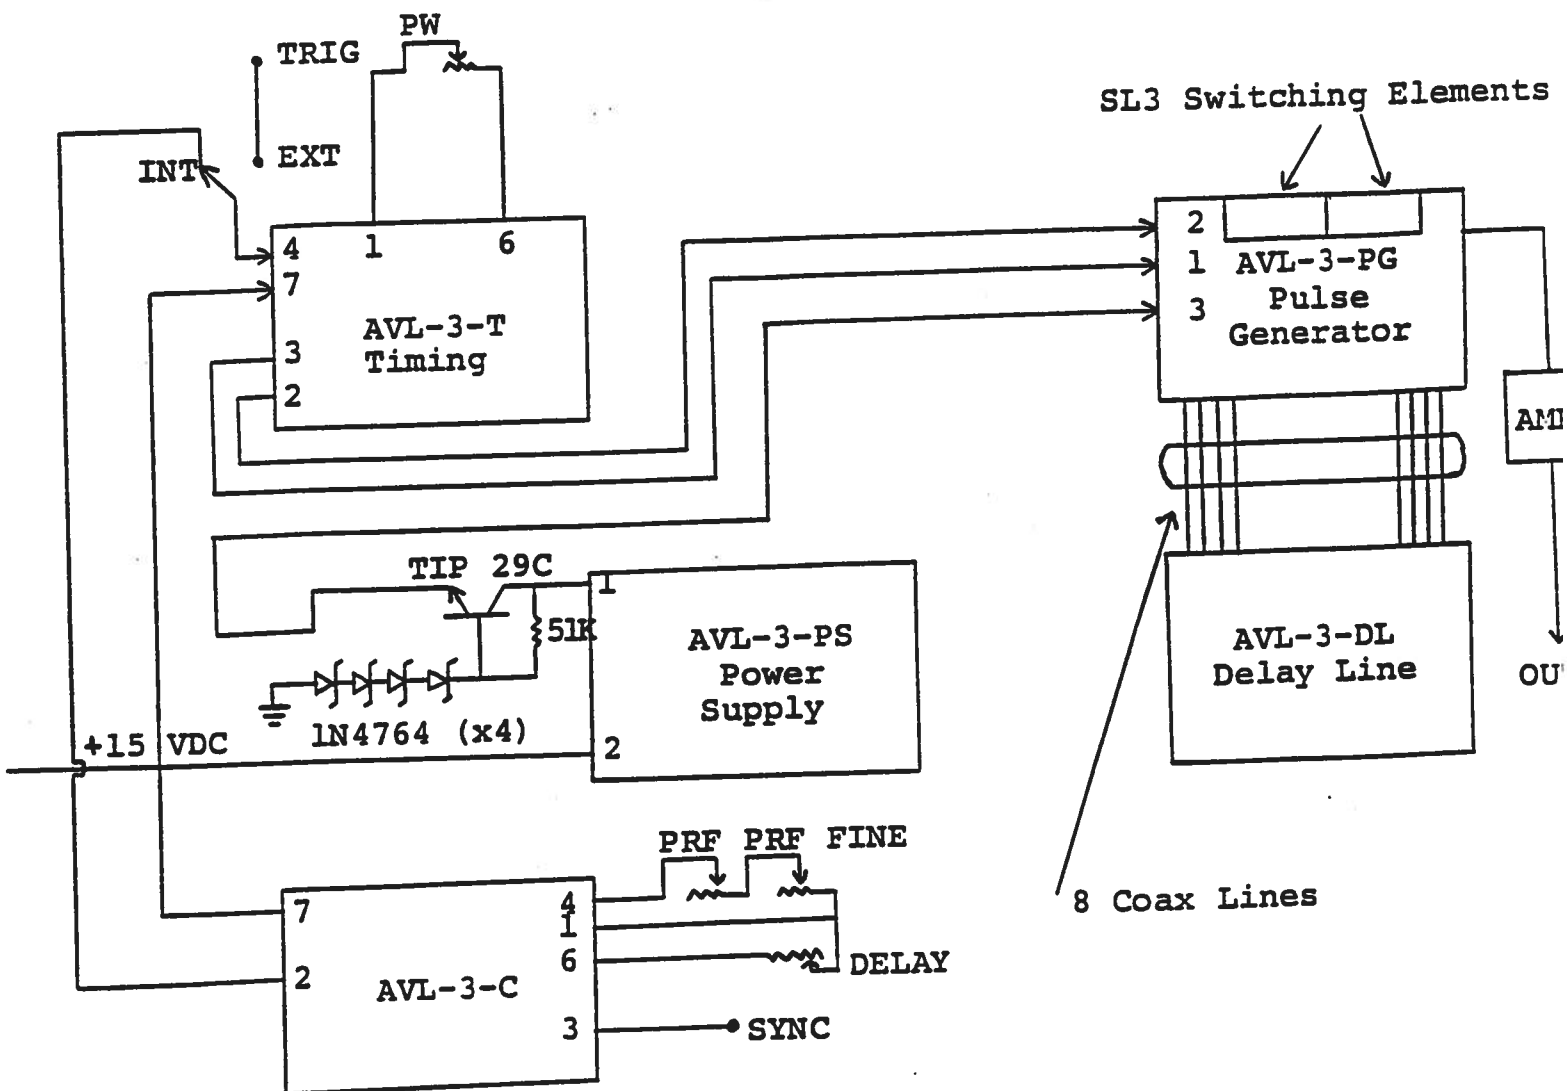 PW
TRIG
EXT
INT
4
1
6
7
AVL-3-T
Timing
3
2
SL3 Switching Elements
2
1
AVL-3-PG
Pulse
Generator
3
8 Coax Lines
AVL-3-DL
Delay Line
TIP 29C
51K
1
AVL-3-PS
Power
Supply
2
1N4764 (x4)
+15 VDC
PRF
PRF FINE
7
2
AVL-3-C
4
1
6
3
DELAY
SYNC